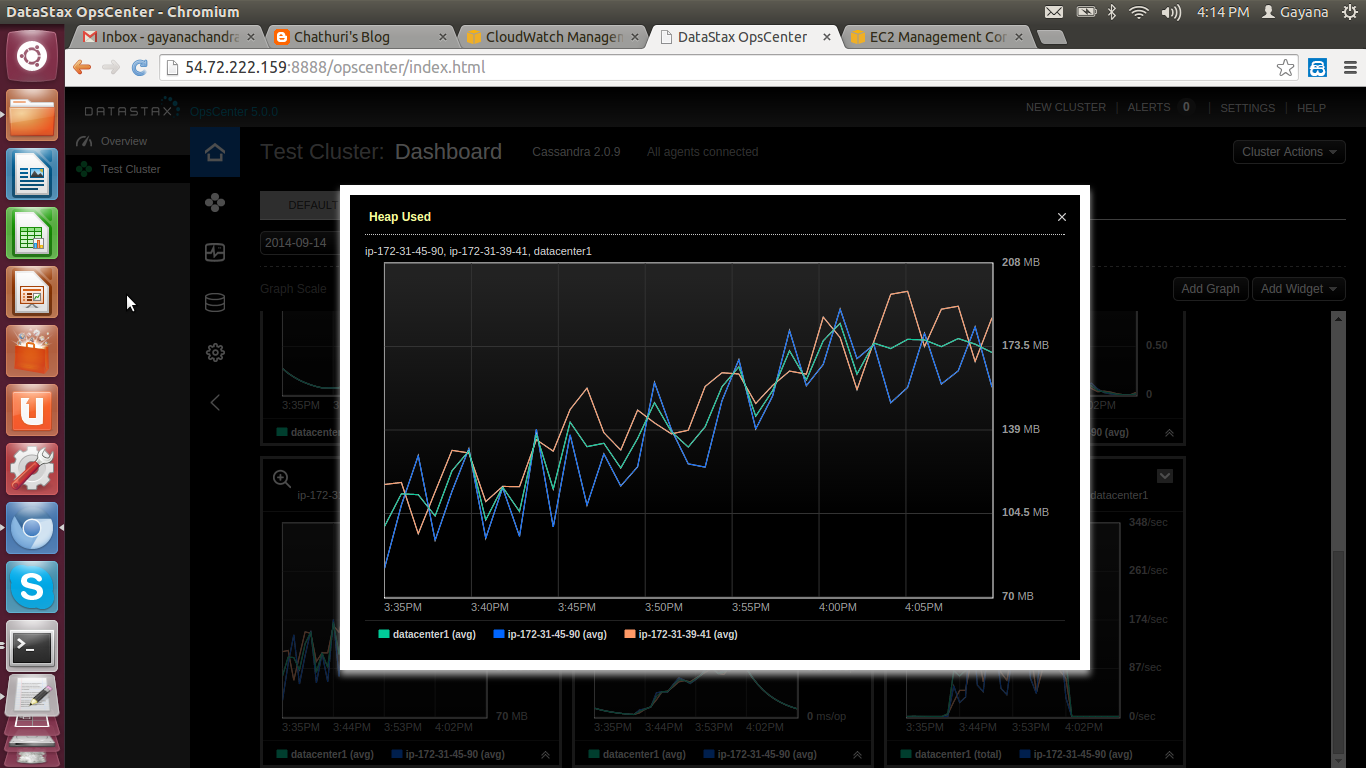 DataStax OpsCenter - Chromium
4:14 PM Gayana
Inbox - gayanachandra
Chathuri's Blog
CloudWatch Managemen
DataStax OpsCenter
EC2 Management Con
54.72.222.159:8888/opscenter/index.html
DATASTAX OpsCenter 5.0.0
NEW CLUSTER | ALERTS 0 | SETTINGS | HELP
Overview
Test Cluster
Test Cluster: Dashboard Cassandra 2.0.9 All agents connected
Cluster Actions
DEFAULT
2014-09-14
Graph Scale
Add Graph
Add Widget
Heap Used
ip-172-31-45-90, ip-172-31-39-41, datacenter1
208 MB
173.5 MB
139 MB
104.5 MB
70 MB
3:35PM 3:40PM 3:45PM 3:50PM 3:55PM 4:00PM 4:05PM
datacenter1 (avg) ip-172-31-45-90 (avg) ip-172-31-39-41 (avg)
0.50
0
3:35PM
datacenter
90 (avg)
ip-172-3
datacenter1
348/sec
261/sec
174/sec
87/sec
0/sec
70 MB
3:35PM 3:44PM 3:53PM 4:02PM
datacenter1 (avg) ip-172-31-45-90 (avg)
0 ms/op
3:35PM 3:44PM 3:53PM 4:02PM
datacenter1 (avg) ip-172-31-45-90 (avg)
3:35PM 3:44PM 3:53PM 4:02PM
datacenter1 (total) ip-172-31-45-90 (avg)